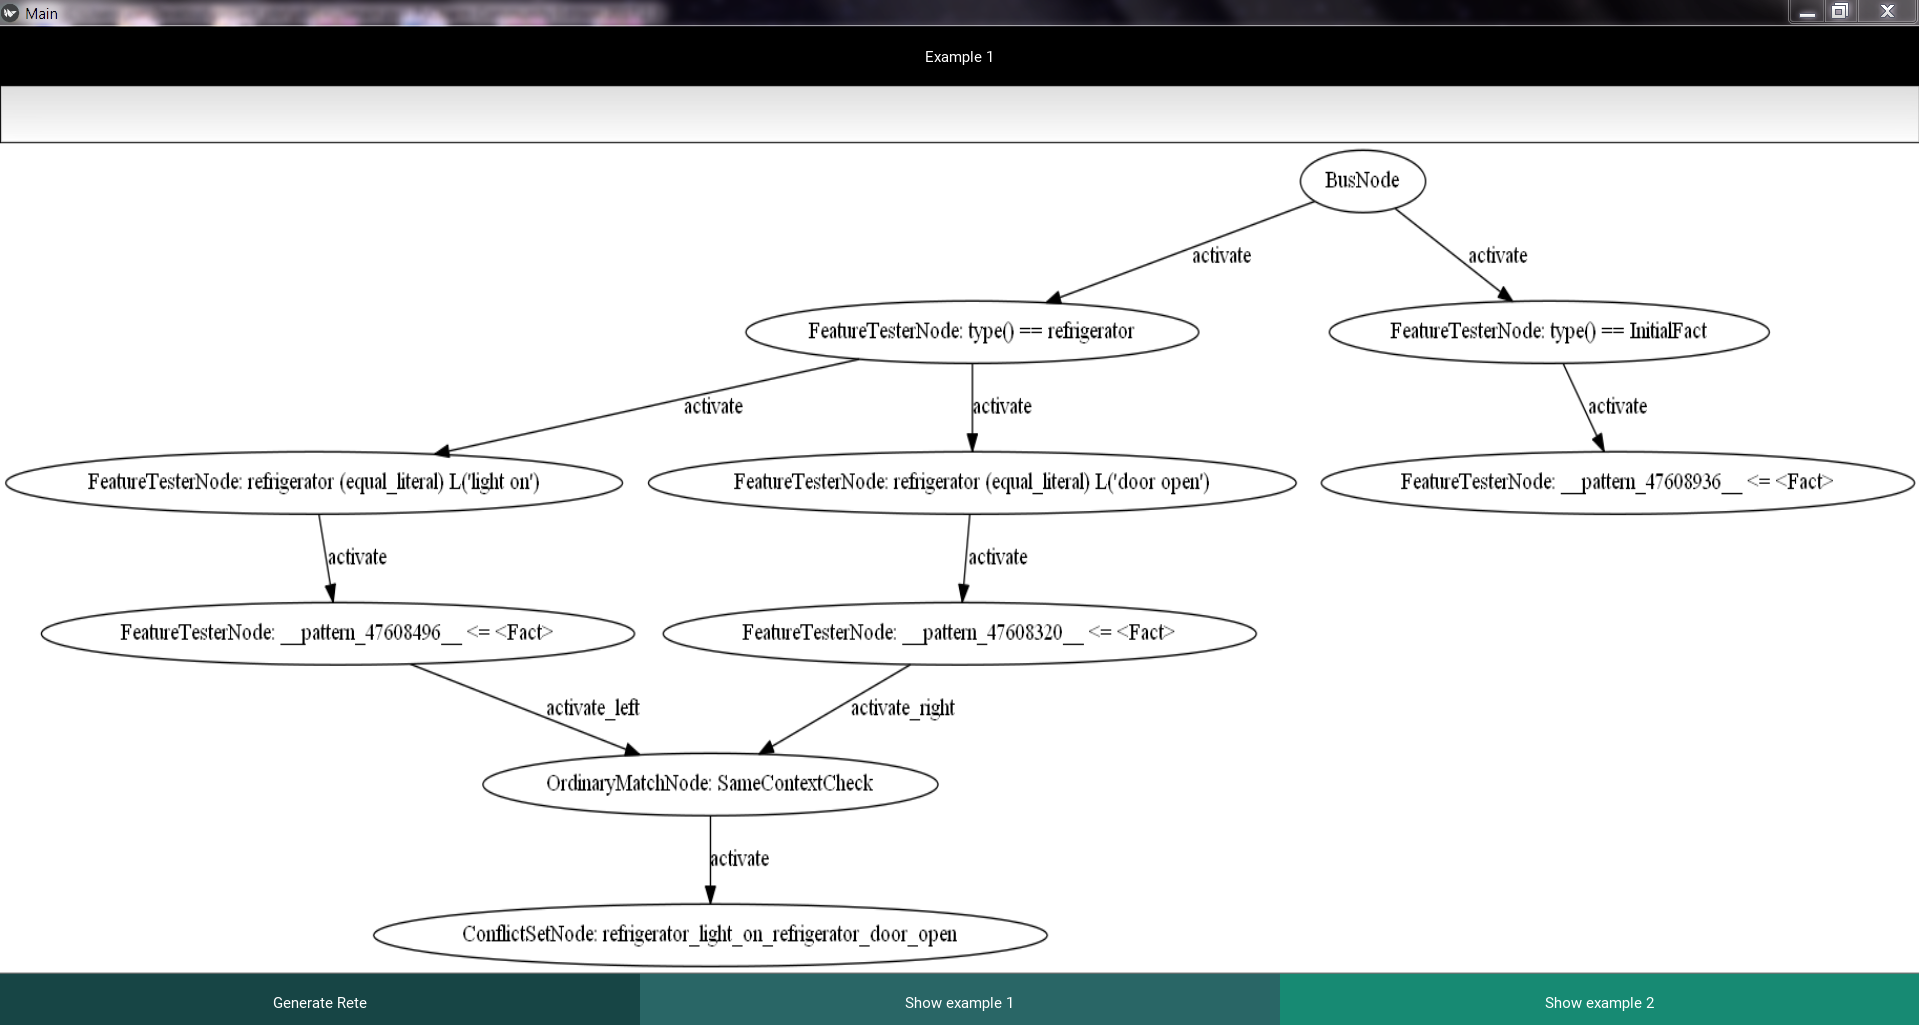 Main
Example 1
BusNode
activate
activate
FeatureTesterNode: type() == refrigerator
FeatureTesterNode: type() == InitialFact
activate
activate
activate
FeatureTesterNode: refrigerator (equal_literal) L('light on')
FeatureTesterNode: refrigerator (equal_literal) L('door open')
FeatureTesterNode: __pattern_47608936__ <= <Fact>
activate
activate
FeatureTesterNode: __pattern_47608496__ <= <Fact>
FeatureTesterNode: __pattern_47608320__ <= <Fact>
activate_left
activate_right
OrdinaryMatchNode: SameContextCheck
activate
ConflictSetNode: refrigerator_light_on_refrigerator_door_open
Generate Rete
Show example 1
Show example 2